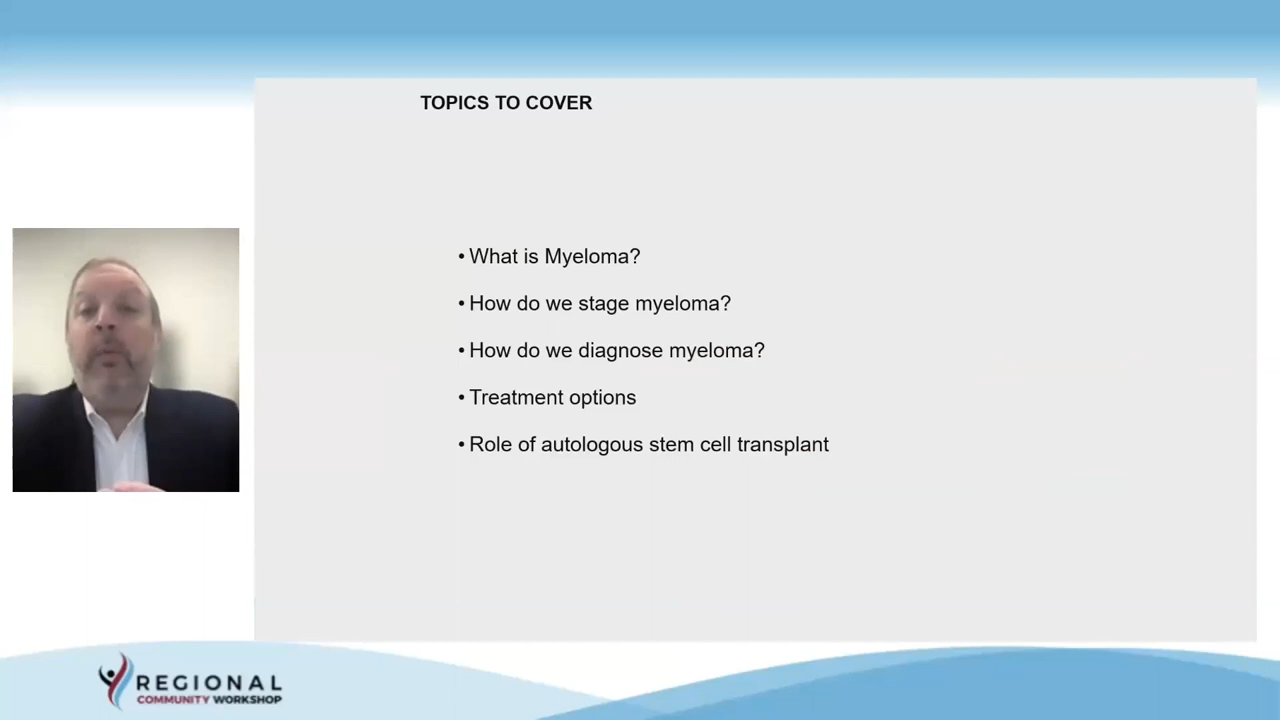 TOPICS TO COVER
• What is Myeloma?
• How do we stage myeloma?
• How do we diagnose myeloma?
• Treatment options
• Role of autologous stem cell transplant
REGIONAL
COMMUNITY WORKSHOP